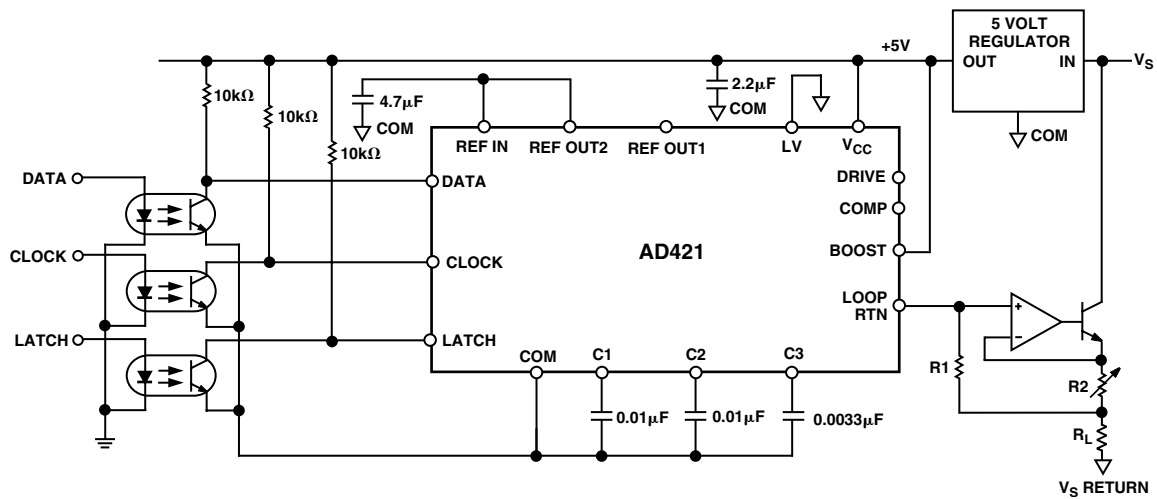 5 VOLT
REGULATOR
OUT IN
+5V
V_S
COM
10kΩ
10kΩ
10kΩ
4.7μF
COM
2.2μF
COM
REF IN
REF OUT2
REF OUT1
LV
V_CC
DATA
CLOCK
LATCH
DATA
CLOCK
LATCH
AD421
DRIVE
COMP
BOOST
LOOP
RTN
COM
C1
C2
C3
0.01μF
0.01μF
0.0033μF
+
–
R1
R2
R_L
V_S RETURN